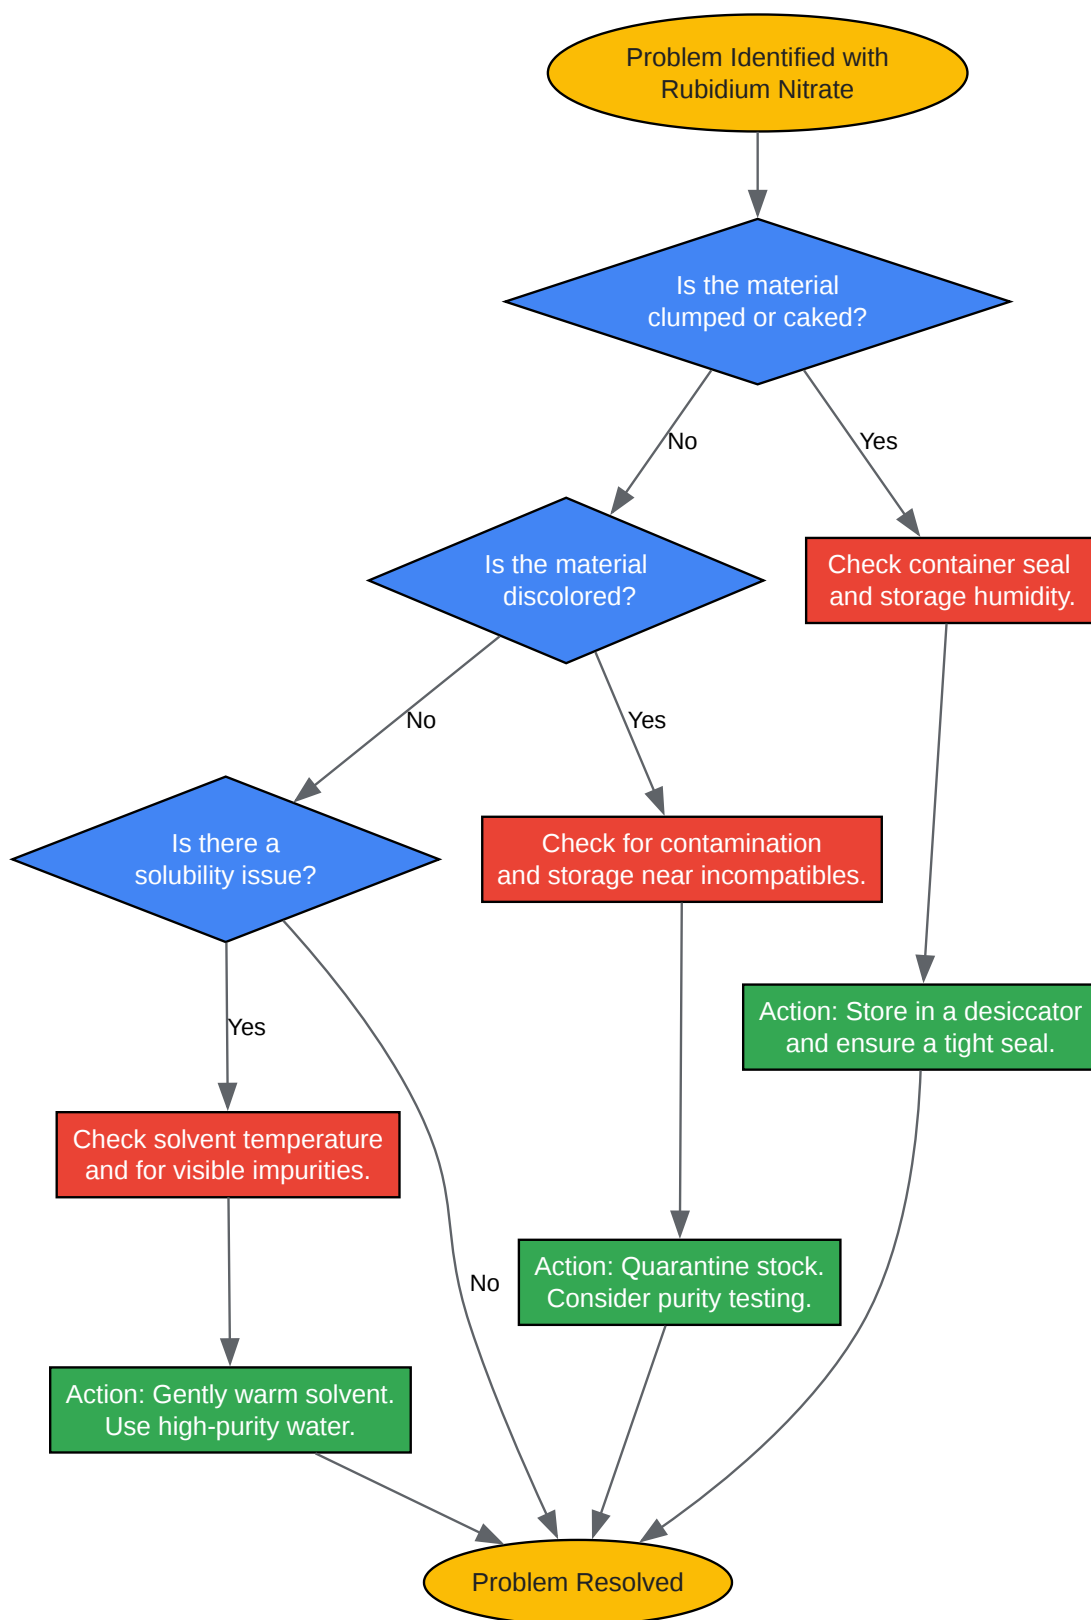 Problem Identified with
Rubidium Nitrate
Is the material
clumped or caked?
No
Yes
Is the material
discolored?
Check container seal
and storage humidity.
No
Yes
Is there a
solubility issue?
Check for contamination
and storage near incompatibles.
Action: Store in a desiccator
and ensure a tight seal.
Yes
Check solvent temperature
and for visible impurities.
No
Action: Quarantine stock.
Consider purity testing.
Action: Gently warm solvent.
Use high-purity water.
Problem Resolved